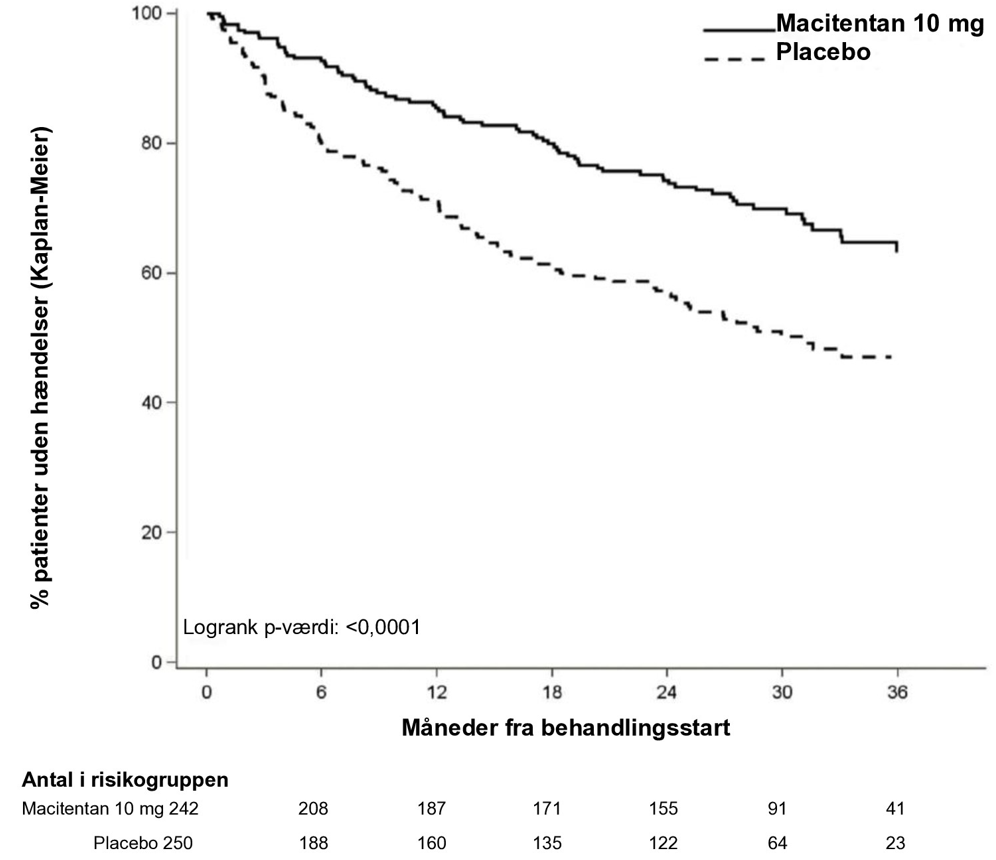 100
80
60
40
20
0
% patienter uden hændelser (Kaplan-Meier)
Macitentan 10 mg
Placebo
Logrank p-værdi: <0,0001
0 6 12 18 24 30 36
Måneder fra behandlingsstart
Antal i risikogruppen
Macitentan 10 mg 242 208 187 171 155 91 41
Placebo 250 188 160 135 122 64 23